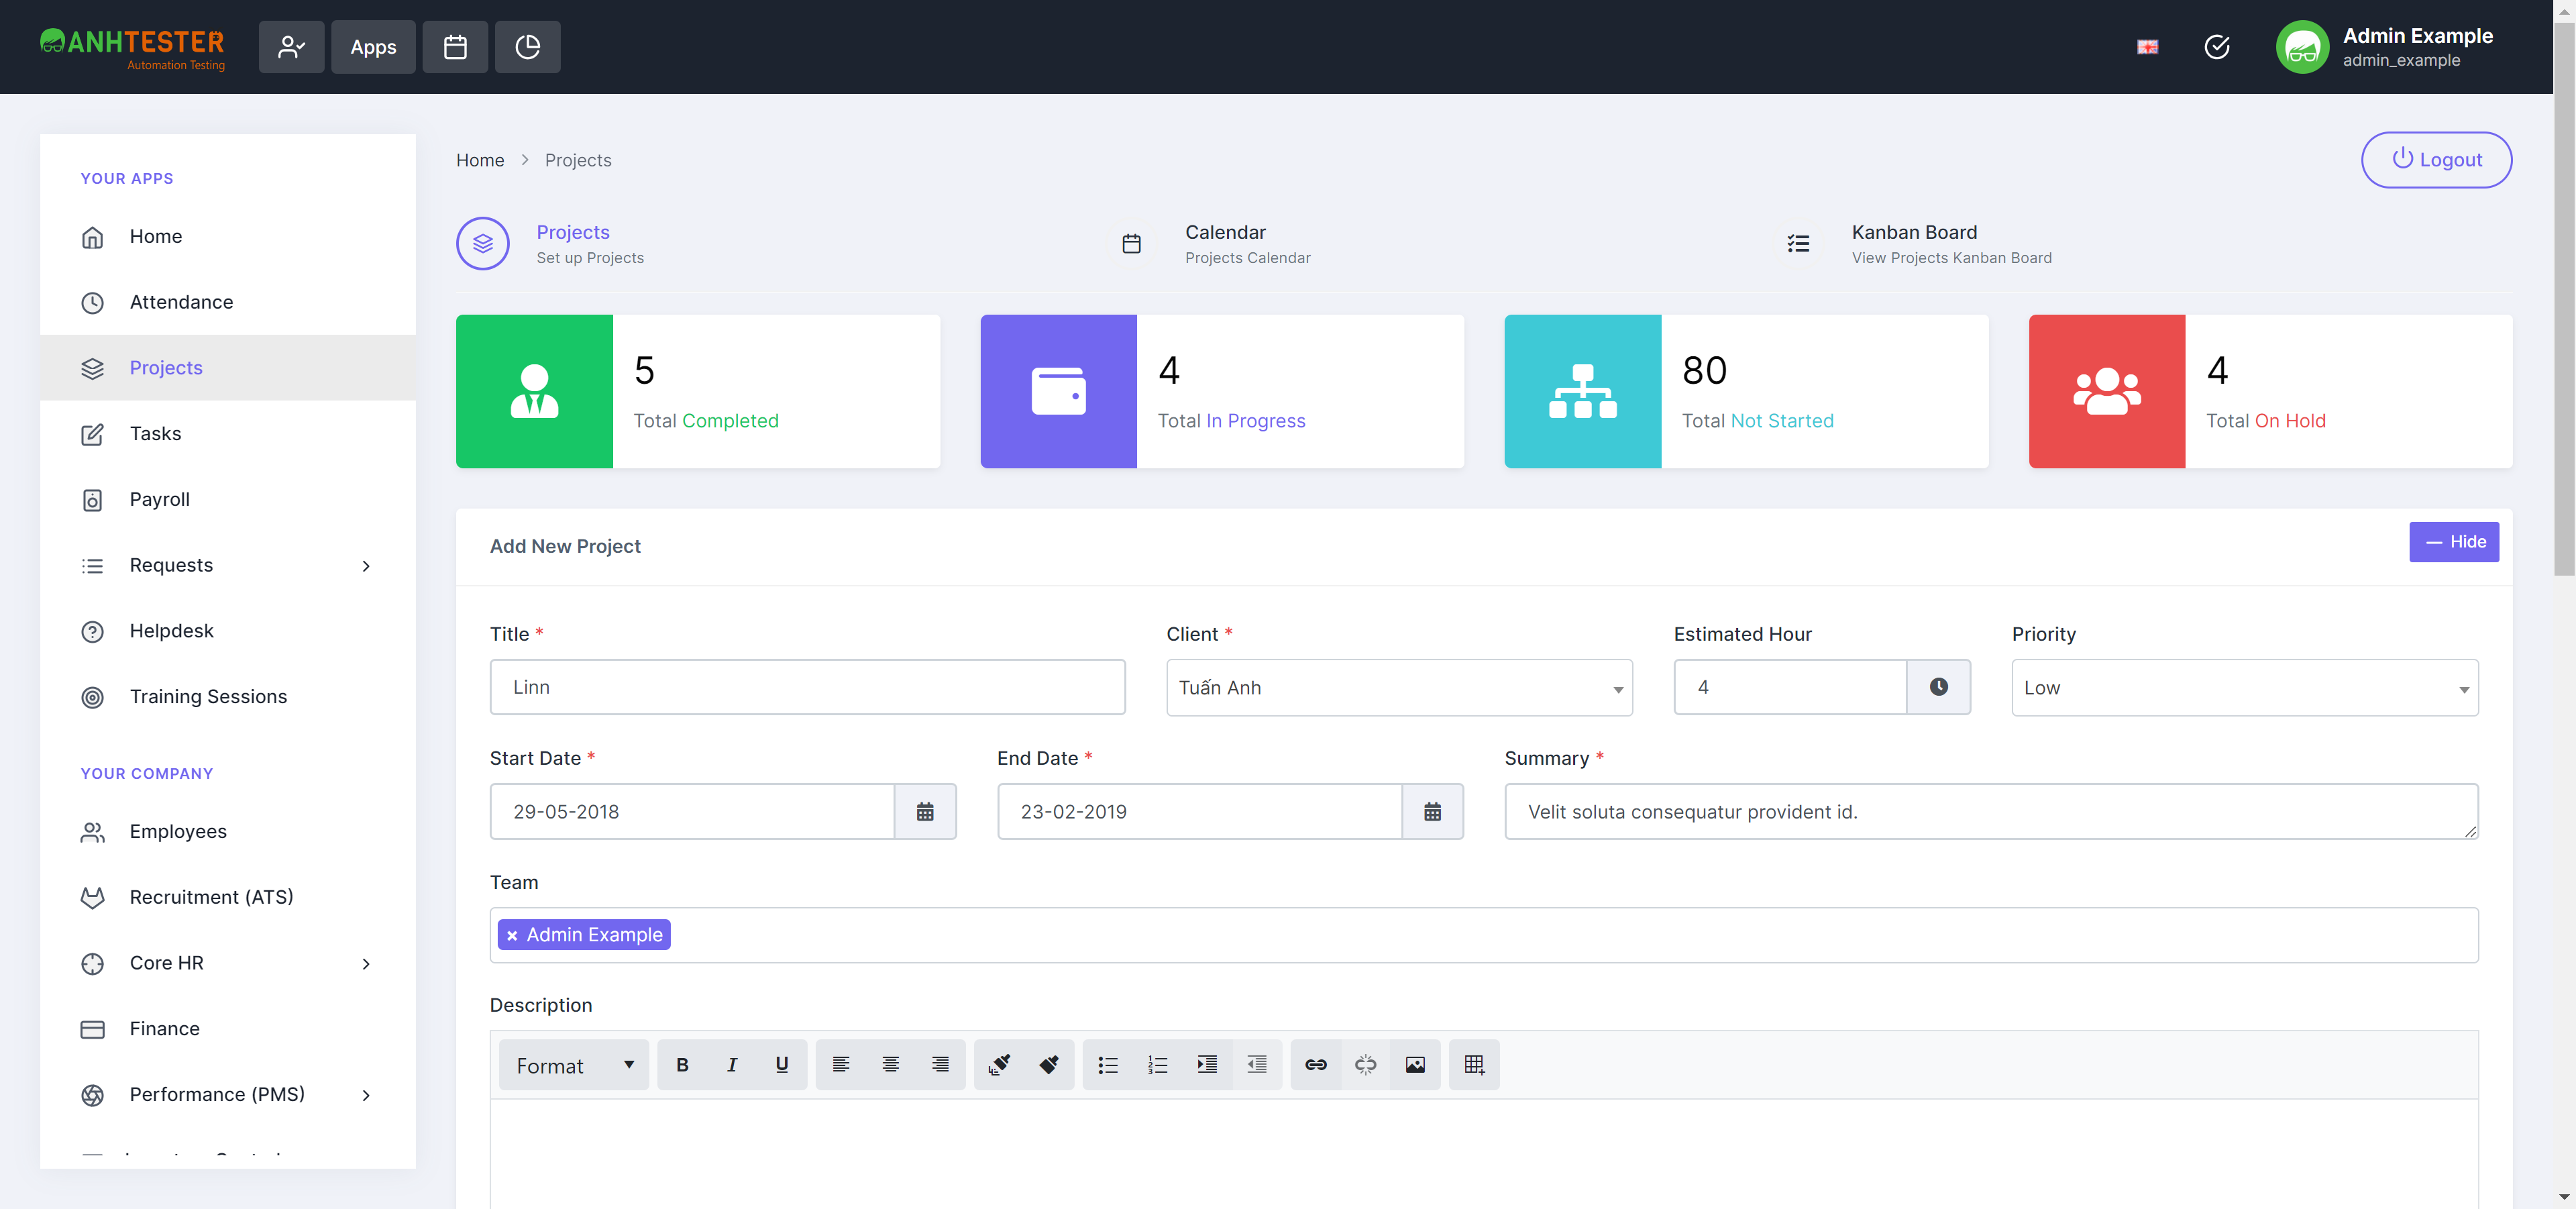 ANHTESTER
Automation Testing
Apps
Admin Example
admin_example
YOUR APPS
Home
Attendance
Projects
Tasks
Payroll
Requests
Helpdesk
Training Sessions
YOUR COMPANY
Employees
Recruitment (ATS)
Core HR
Finance
Performance (PMS)
Home > Projects
Logout
Projects
Set up Projects
Calendar
Projects Calendar
Kanban Board
View Projects Kanban Board
5
Total Completed
4
Total In Progress
80
Total Not Started
4
Total On Hold
Add New Project
Hide
Title *
Linn
Client *
Tuấn Anh
Estimated Hour
4
Priority
Low
Start Date *
29-05-2018
End Date *
23-02-2019
Summary *
Velit soluta consequatur provident id.
Team
× Admin Example
Description
Format B I U